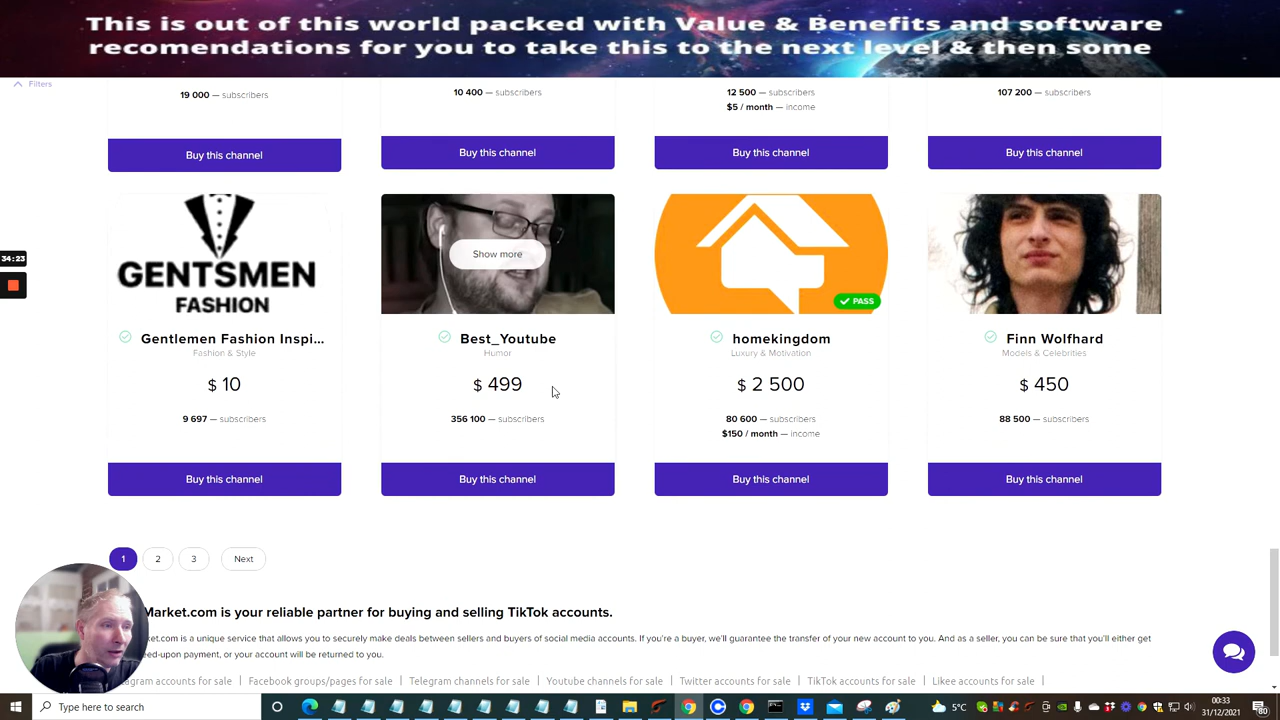 This is out of this world packed with Value & Benefits and software
recomendations for you to take this to the next level & then some
Filters
19 000 — subscribers
10 400 — subscribers
12 500 — subscribers
$5 / month — income
107 200 — subscribers
Buy this channel
Buy this channel
Buy this channel
Buy this channel
GENTSMEN
FASHION
Show more
PASS
34:23
Gentlemen Fashion Inspi...
Fashion & Style
$ 10
9 697 — subscribers
Buy this channel
Best_Youtube
Humor
$ 499
356 100 — subscribers
Buy this channel
homekingdom
Luxury & Motivation
$ 2 500
80 600 — subscribers
$150 / month — income
Buy this channel
Finn Wolfhard
Models & Celebrities
$ 450
88 500 — subscribers
Buy this channel
1 2 3 Next
Market.com is your reliable partner for buying and selling TikTok accounts.
ket.com is a unique service that allows you to securely make deals between sellers and buyers of social media accounts. If you're a buyer, we'll guarantee the transfer of your new account to you. And as a seller, you can be sure that you'll either get
eed-upon payment, or your account will be returned to you.
agram accounts for sale | Facebook groups/pages for sale | Telegram channels for sale | Youtube channels for sale | Twitter accounts for sale | TikTok accounts for sale | Likee accounts for sale |
Type here to search
5°C
00:33
31/12/2021
80